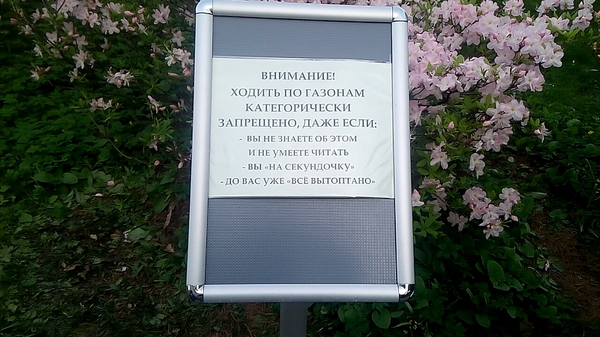 ВНИМАНИЕ!
ХОДИТЬ ПО ГАЗОНАМ
КАТЕГОРИЧЕСКИ
ЗАПРЕЩЕНО, ДАЖЕ ЕСЛИ:
- ВЫ НЕ ЗНАЕТЕ ОБ ЭТОМ
И НЕ УМЕЕТЕ ЧИТАТЬ
- ВЫ «НА СЕКУНДОЧКУ»
- ДО ВАС УЖЕ «ВСЁ ВЫТОПТАНО»